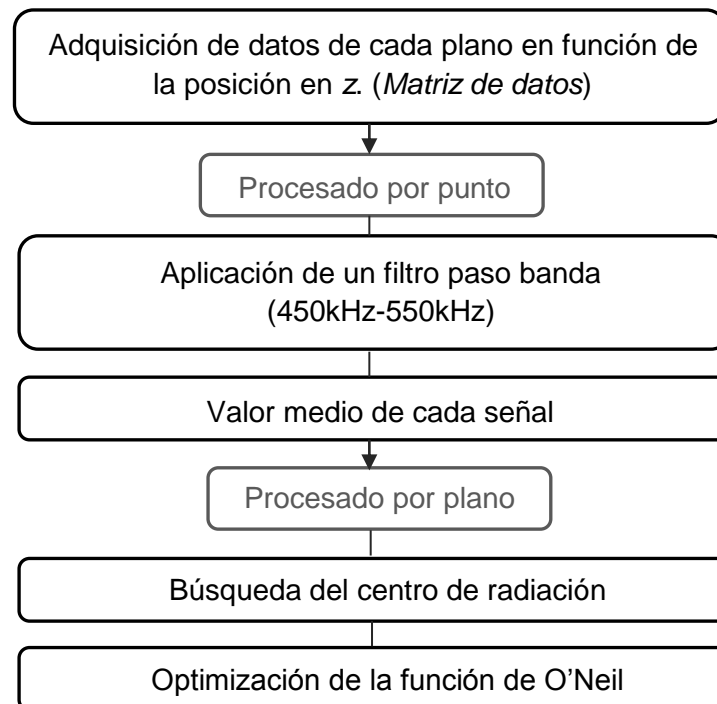 Adquisición de datos de cada plano en función de
la posición en z. (Matriz de datos)
Procesado por punto
Aplicación de un filtro paso banda
(450kHz-550kHz)
Valor medio de cada señal
Procesado por plano
Búsqueda del centro de radiación
Optimización de la función de O’Neil